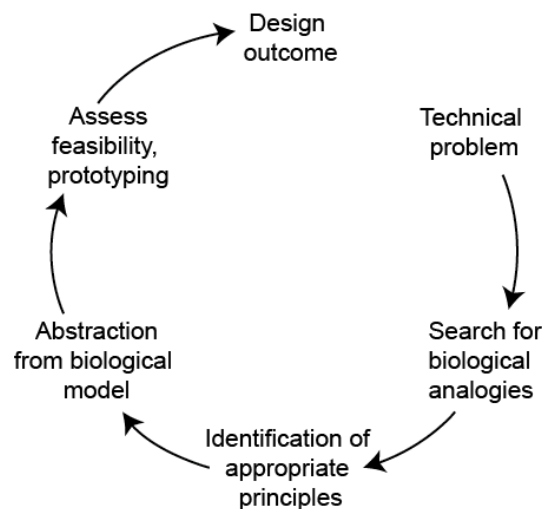 Design
outcome
Technical
problem
Search for
biological
analogies
Identification of
appropriate
principles
Abstraction
from biological
model
Assess
feasibility,
prototyping